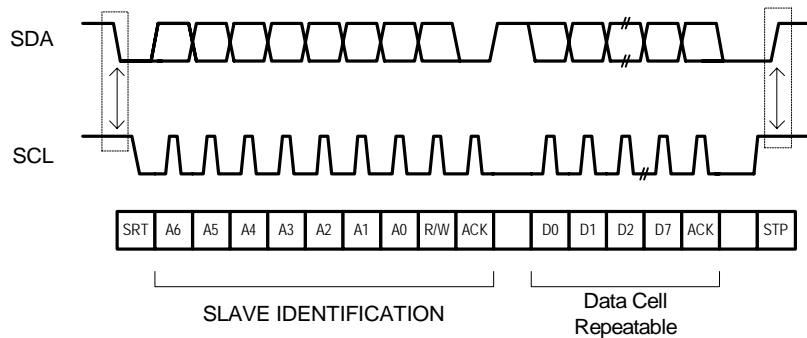 SDA
SCL
SRT A6 A5 A4 A3 A2 A1 A0 R/W ACK D0 D1 D2 D7 ACK STP
SLAVE IDENTIFICATION
Data Cell
Repeatable